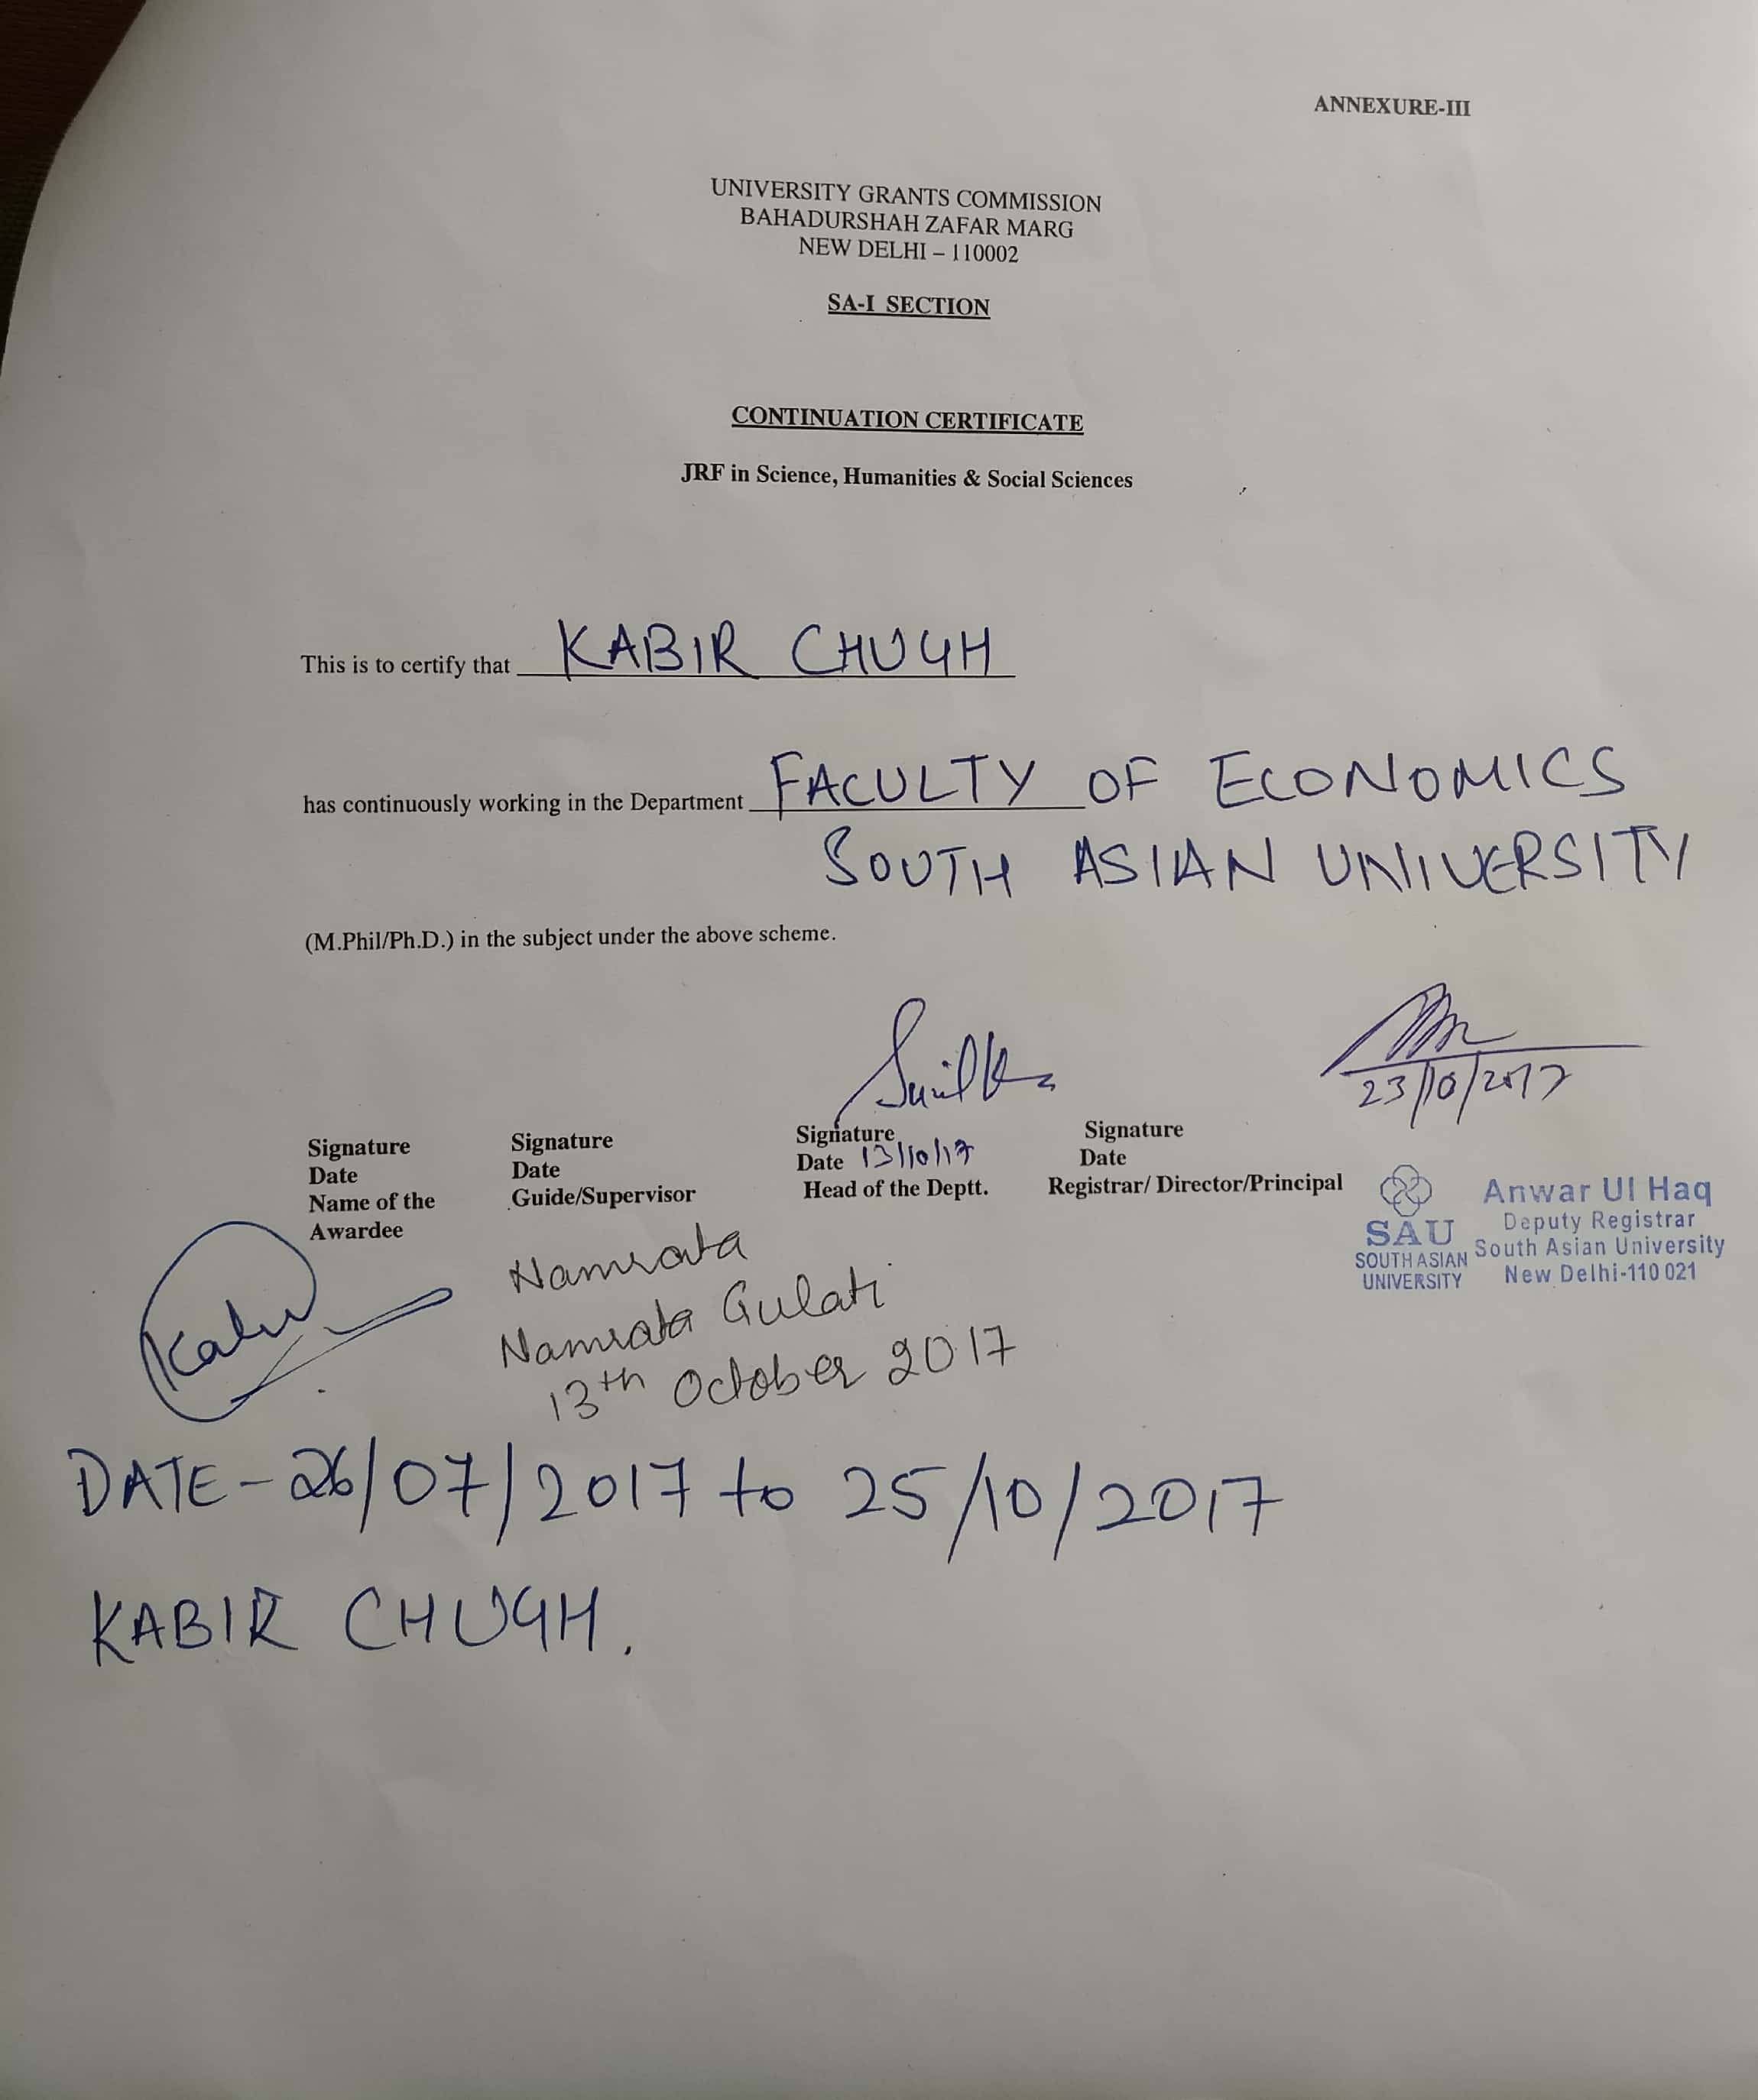 ANNEXURE-III
UNIVERSITY GRANTS COMMISSION
BAHADURSHAH ZAFAR MARG
NEW DELHI – 110002
SA-I SECTION
CONTINUATION CERTIFICATE
JRF in Science, Humanities & Social Sciences
This is to certify that KABIR CHUGH
has continuously working in the Department FACULTY OF ECONOMICS
SOUTH ASIAN UNIVERSITY
(M.Phil/Ph.D.) in the subject under the above scheme.
23/10/2017
Signature
Date
Name of the
Awardee
Kabir
Signature
Date
Guide/Supervisor
Namrata
Namrata Gulati
13th October 2017
Signature
Date 13/10/17
Head of the Deptt.
Signature
Date
Registrar/ Director/Principal
SAU
SOUTH ASIAN
UNIVERSITY
Anwar Ul Haq
Deputy Registrar
South Asian University
New Delhi-110 021
DATE - 26/07/2017 to 25/10/2017
KABIR CHUGH.